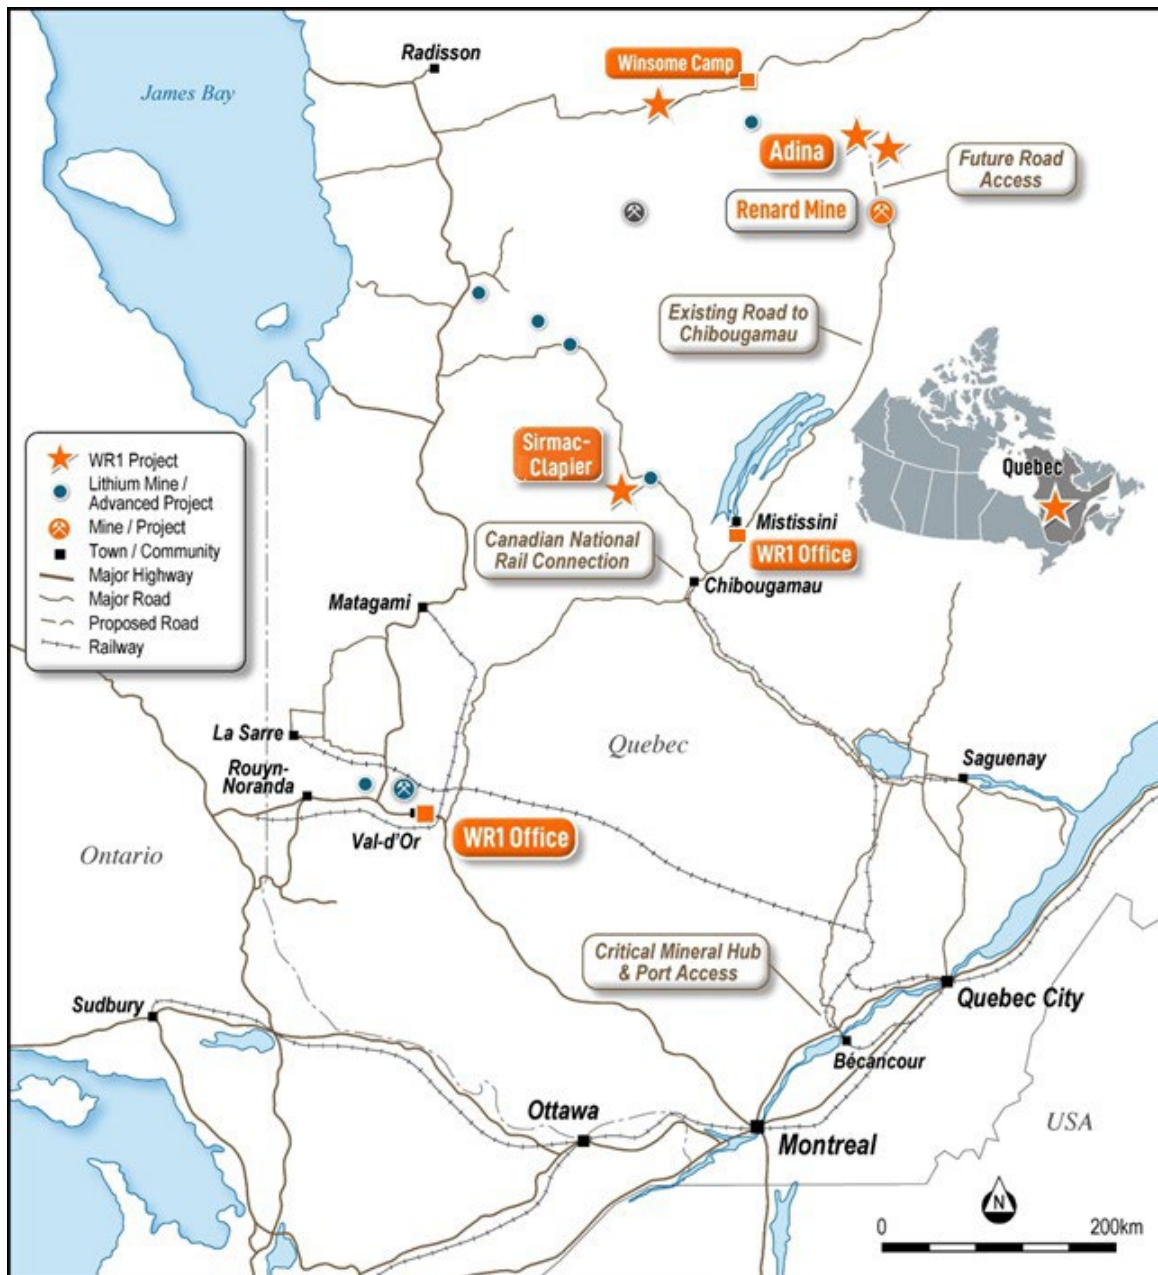 Radisson
Winsome Camp
James Bay
Adina
Future Road
Access
Renard Mine
Existing Road to
Chibougamau
Sirmac-
Clapier
Quebec
WR1 Project
Lithium Mine /
Advanced Project
Mine / Project
Town / Community
Major Highway
Major Road
Proposed Road
Railway
Mistissini
WR1 Office
Canadian National
Rail Connection
Chibougamau
Matagami
La Sarre
Quebec
Saguenay
Rouyn-
Noranda
Val-d'Or
WR1 Office
Ontario
Critical Mineral Hub
& Port Access
Sudbury
Quebec City
Bécancour
Ottawa
Montreal
USA
N
0 200km